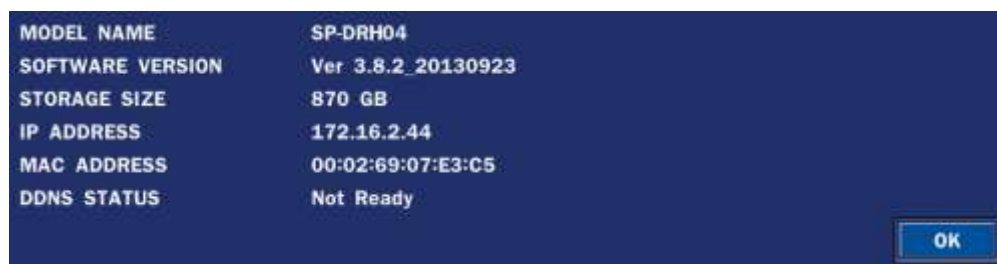 MODEL NAME SP-DRH04
SOFTWARE VERSION Ver 3.8.2_20130923
STORAGE SIZE 870 GB
IP ADDRESS 172.16.2.44
MAC ADDRESS 00:02:69:07:E3:C5
DDNS STATUS Not Ready
OK